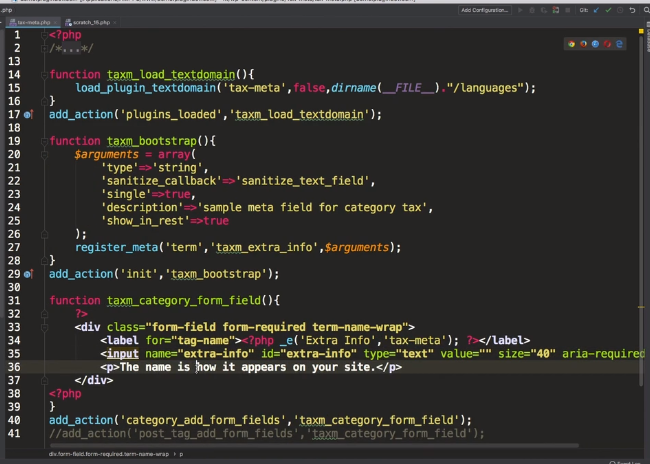 .php
Add Configuration...
Git:
tax-meta.php
scratch_15.php
1 <?php
2 /*...*/
13
14 function taxm_load_textdomain(){
15 load_plugin_textdomain('tax-meta',false,dirname(__FILE__)."/languages");
16 }
17 add_action('plugins_loaded','taxm_load_textdomain');
18
19 function taxm_bootstrap(){
20 $arguments = array(
21 'type'=>'string',
22 'sanitize_callback'=>'sanitize_text_field',
23 'single'=>true,
24 'description'=>'sample meta field for category tax',
25 'show_in_rest'=>true
26 );
27 register_meta('term','taxm_extra_info',$arguments);
28 }
29 add_action('init','taxm_bootstrap');
30
31 function taxm_category_form_field(){
32 ?>
33 <div class="form-field form-required term-name-wrap">
34 <label for="tag-name"><?php _e('Extra Info','tax-meta'); ?></label>
35 <input name="extra-info" id="extra-info" type="text" value="" size="40" aria-required
36 <p>The name is how it appears on your site.</p>
37 </div>
38 <?php
39 }
40 add_action('category_add_form_fields','taxm_category_form_field');
41 //add_action('post_tag_add_form_fields','taxm_category_form_field');
div.form-field.form-required.term-name-wrap › p